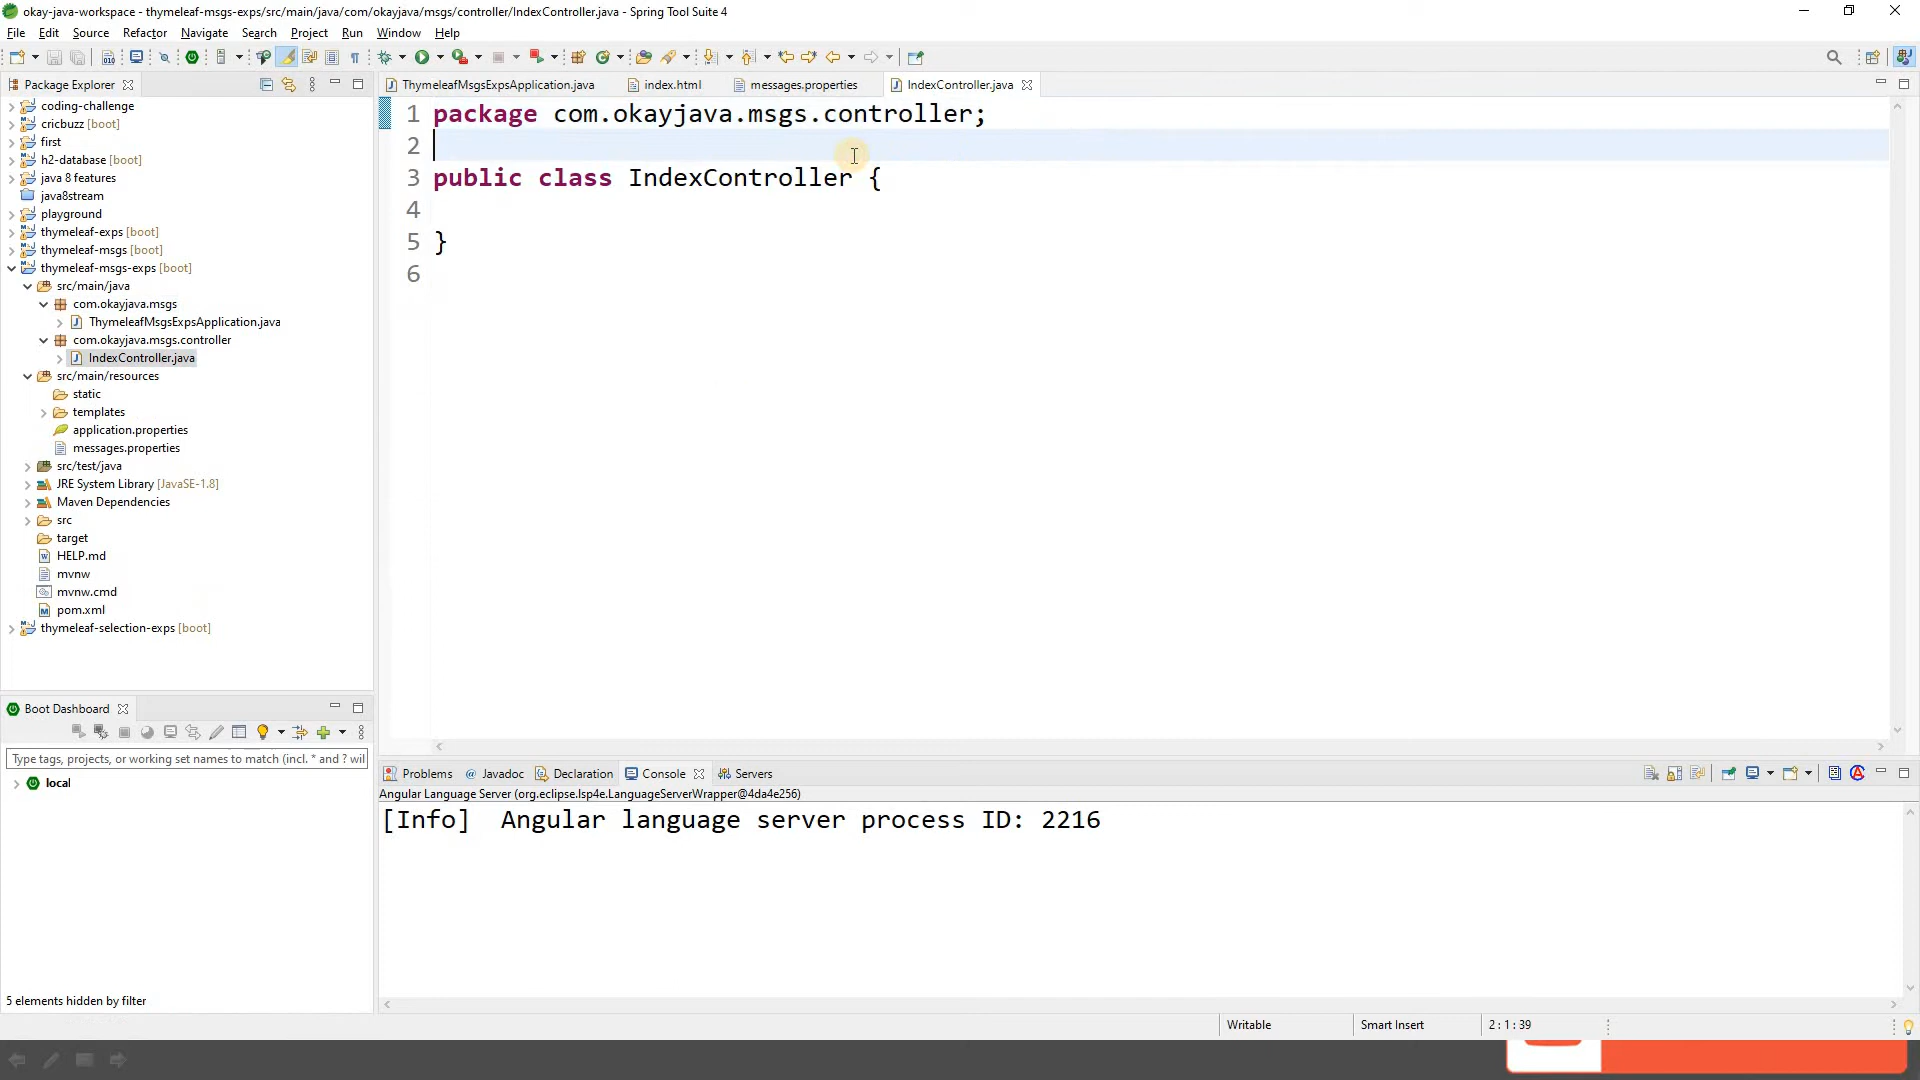 okay-java-workspace - thymeleaf-msgs-exps/src/main/java/com/okayjava/msgs/controller/IndexController.java - Spring Tool Suite 4
File Edit Source Refactor Navigate Search Project Run Window Help
Package Explorer
coding-challenge
cricbuzz [boot]
first
h2-database [boot]
java 8 features
java8stream
playground
thymeleaf-exps [boot]
thymeleaf-msgs [boot]
thymeleaf-msgs-exps [boot]
src/main/java
com.okayjava.msgs
ThymeleafMsgsExpsApplication.java
com.okayjava.msgs.controller
IndexController.java
src/main/resources
static
templates
application.properties
messages.properties
src/test/java
JRE System Library [JavaSE-1.8]
Maven Dependencies
src
target
HELP.md
mvnw
mvnw.cmd
pom.xml
thymeleaf-selection-exps [boot]
ThymeleafMsgsExpsApplication.java index.html messages.properties IndexController.java
1 package com.okayjava.msgs.controller;
2
3 public class IndexController {
4
5 }
6
Boot Dashboard
Type tags, projects, or working set names to match (incl. * and ? wil
local
5 elements hidden by filter
Problems Javadoc Declaration Console Servers
Angular Language Server (org.eclipse.lsp4e.LanguageServerWrapper@4da4e256)
[Info] Angular language server process ID: 2216
Writable Smart Insert 2 : 1 : 39